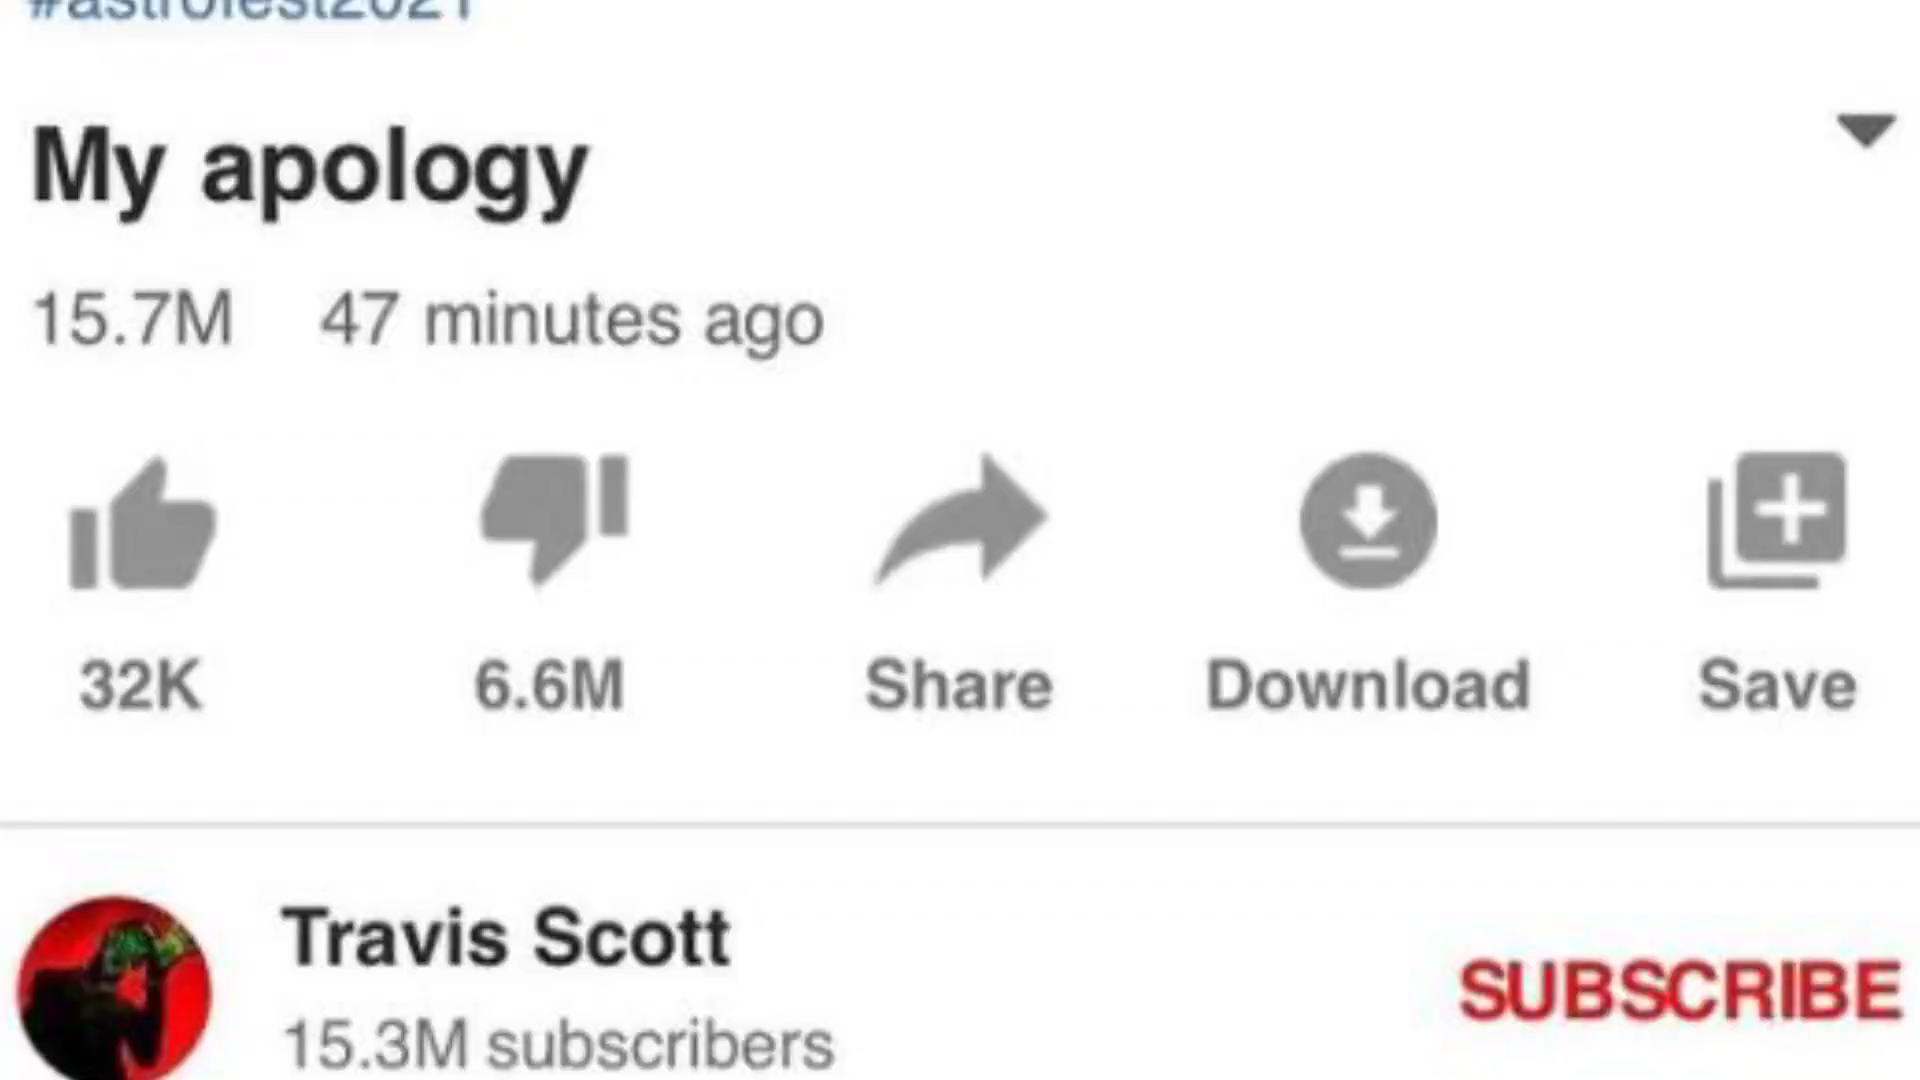 #astrofest2021
My apology
15.7M 47 minutes ago
32K 6.6M Share Download Save
Travis Scott
SUBSCRIBE
15.3M subscribers